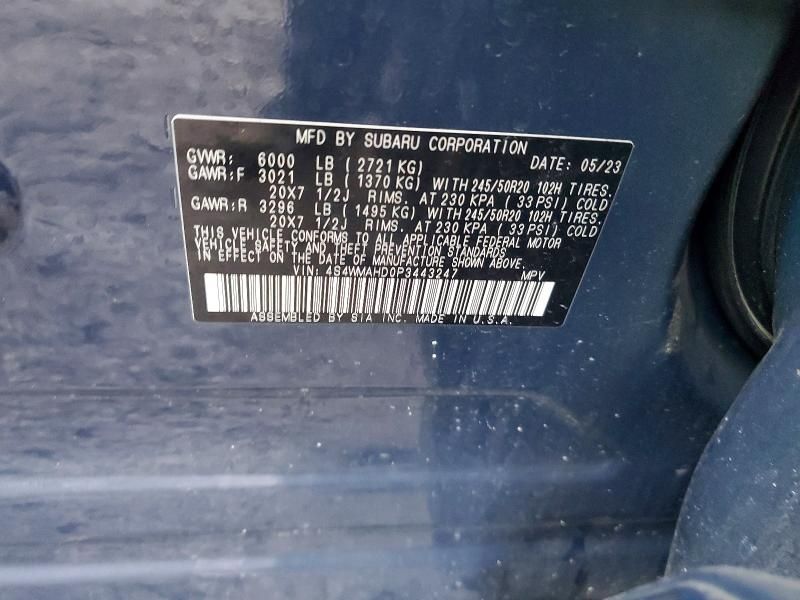 MFD BY SUBARU CORPORATION
GVWR: 6000 LB ( 2721 KG) DATE: 05/23
GAWR:F 3021 LB ( 1370 KG) WITH 245/50R20 102H TIRES.
20X7 1/2J RIMS. AT 230 KPA ( 33 PSI) COLD
GAWR:R 3296 LB ( 1495 KG) WITH 245/50R20 102H TIRES.
20X7 1/2J RIMS. AT 230 KPA ( 33 PSI) COLD
THIS VEHICLE CONFORMS TO ALL APPLICABLE FEDERAL MOTOR
VEHICLE SAFETY AND THEFT PREVENTION STANDARDS
IN EFFECT ON THE DATE OF MANUFACTURE SHOWN ABOVE.
VIN: 4S4WMAHD0P3443247 MPV
ASSEMBLED BY SIA INC. MADE IN U.S.A.